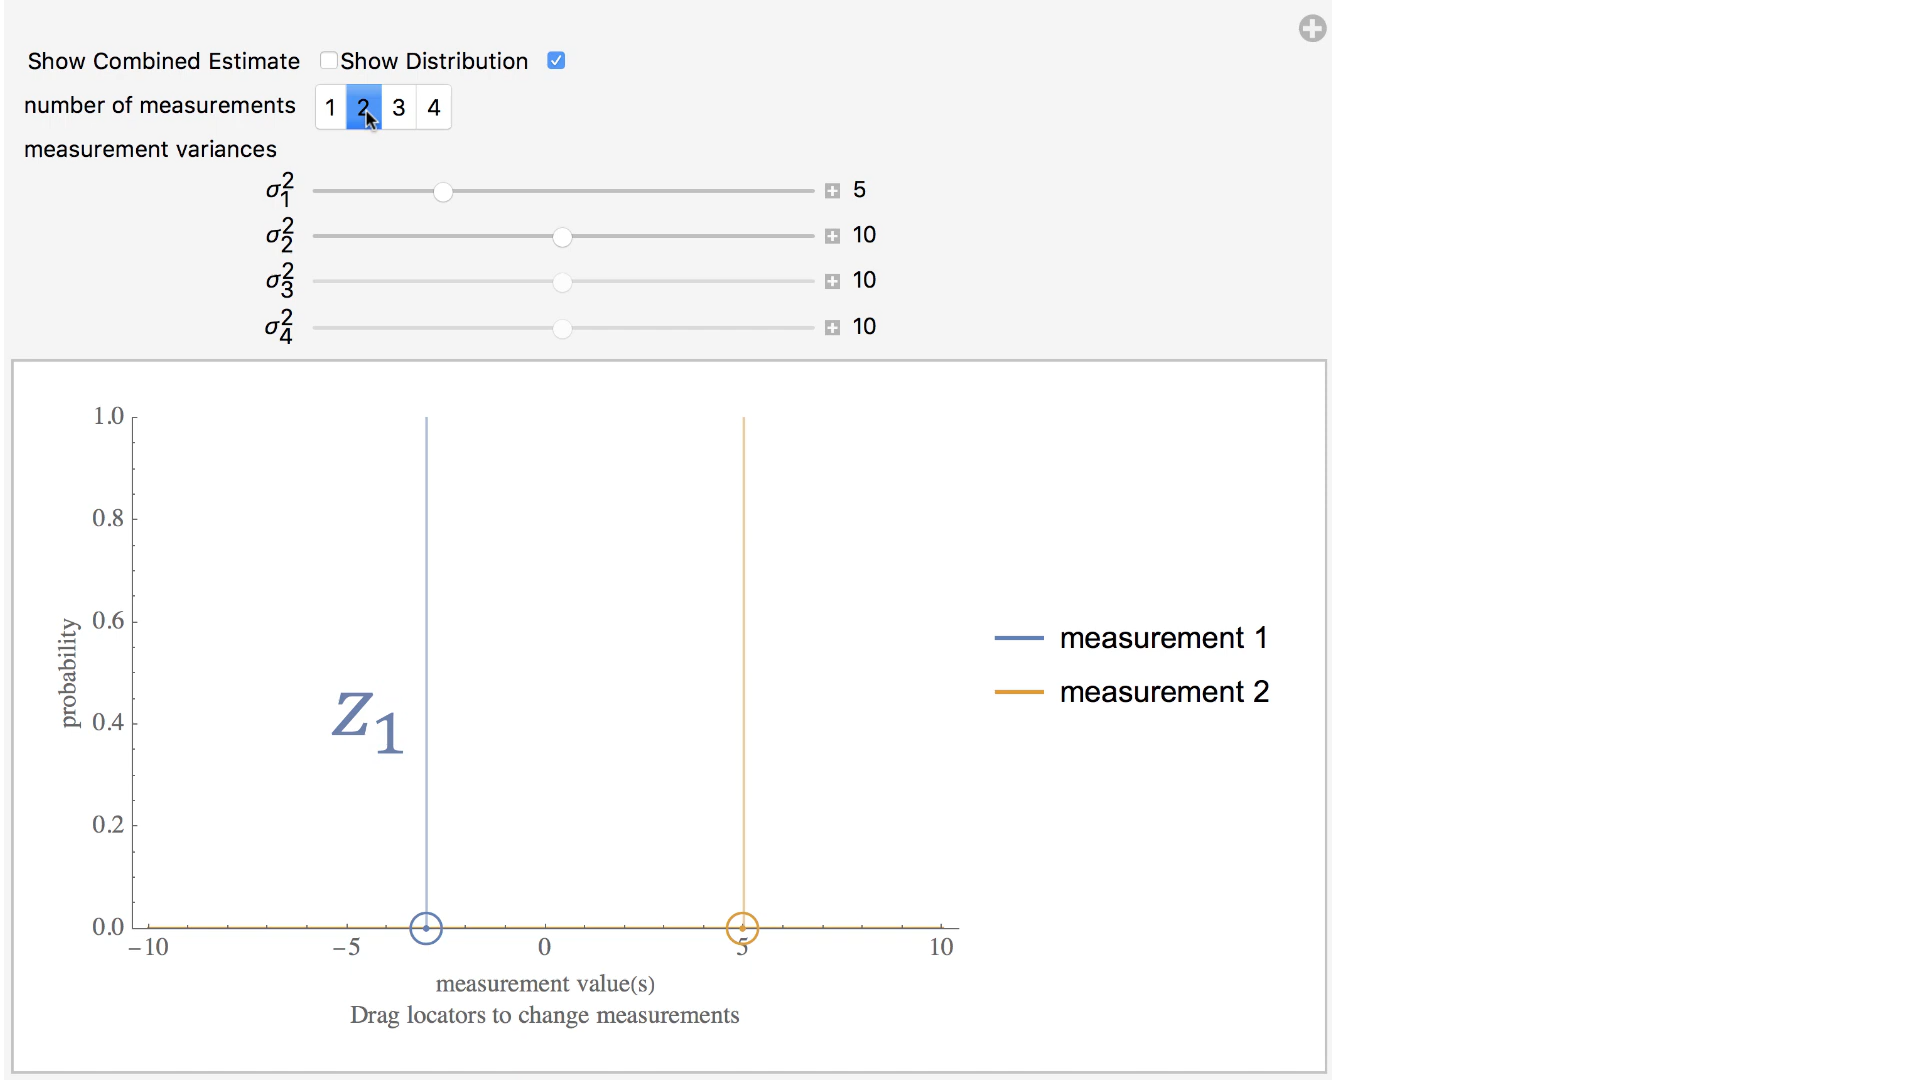 Show Combined Estimate Show Distribution
number of measurements 1 2 3 4
measurement variances
σ₁² 5
σ₂² 10
σ₃² 10
σ₄² 10
1.0
0.8
0.6
0.4
0.2
0.0
probability
z₁
−10 −5 0 5 10
measurement value(s)
Drag locators to change measurements
measurement 1
measurement 2